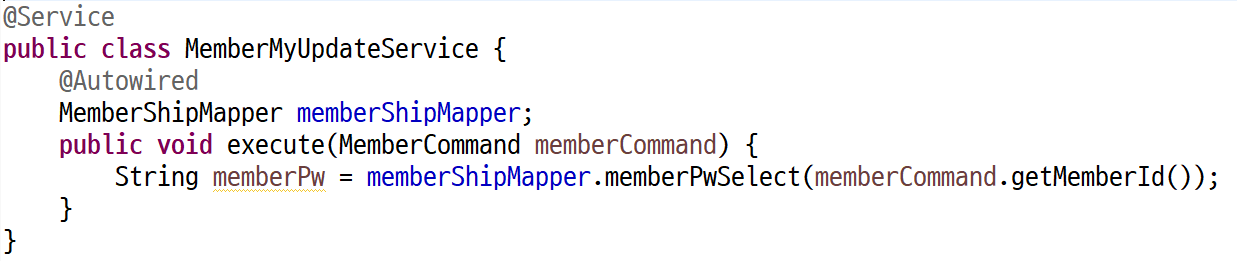 @Service
public class MemberMyUpdateService {
    @Autowired
    MemberShipMapper memberShipMapper;
    public void execute(MemberCommand memberCommand) {
        String memberPw = memberShipMapper.memberPwSelect(memberCommand.getMemberId());
    }
}